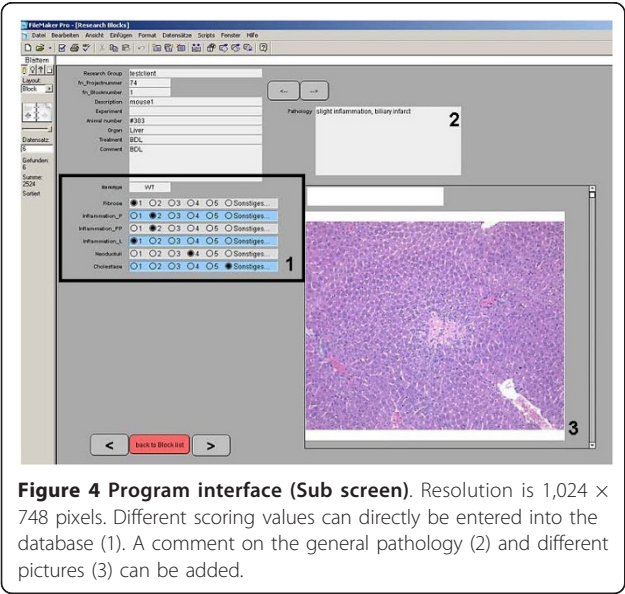 FileMaker Pro - [Research Blocks]
Datei Bearbeiten Ansicht Einfügen Format Datensätze Scripts Fenster Hilfe
Blättern
Layout:
Block
Datensatz:
6
Gefunden:
6
Summe:
2524
Sortiert
Research Group testclient
fn_Projectnummer 74
fn_Blocknumber 1
Description mouse1
Experiment
Animal number #303
Organ Liver
Treatment BDL
Comment BDL
<-- -->
Pathology slight inflammation, biliary infarct
2
WT
Fibrose 1 2 3 4 5 Sonstiges...
Inflammation_P 1 2 3 4 5 Sonstiges...
Inflammation_PP 1 2 3 4 5 Sonstiges...
Inflammation_L 1 2 3 4 5 Sonstiges...
1 2 3 4 5 Sonstiges...
Cholestase 1 2 3 4 5 Sonstiges...
1
3
< back to Block list >
Figure 4 Program interface (Sub screen). Resolution is 1,024 ×
748 pixels. Different scoring values can directly be entered into the
database (1). A comment on the general pathology (2) and different
pictures (3) can be added.